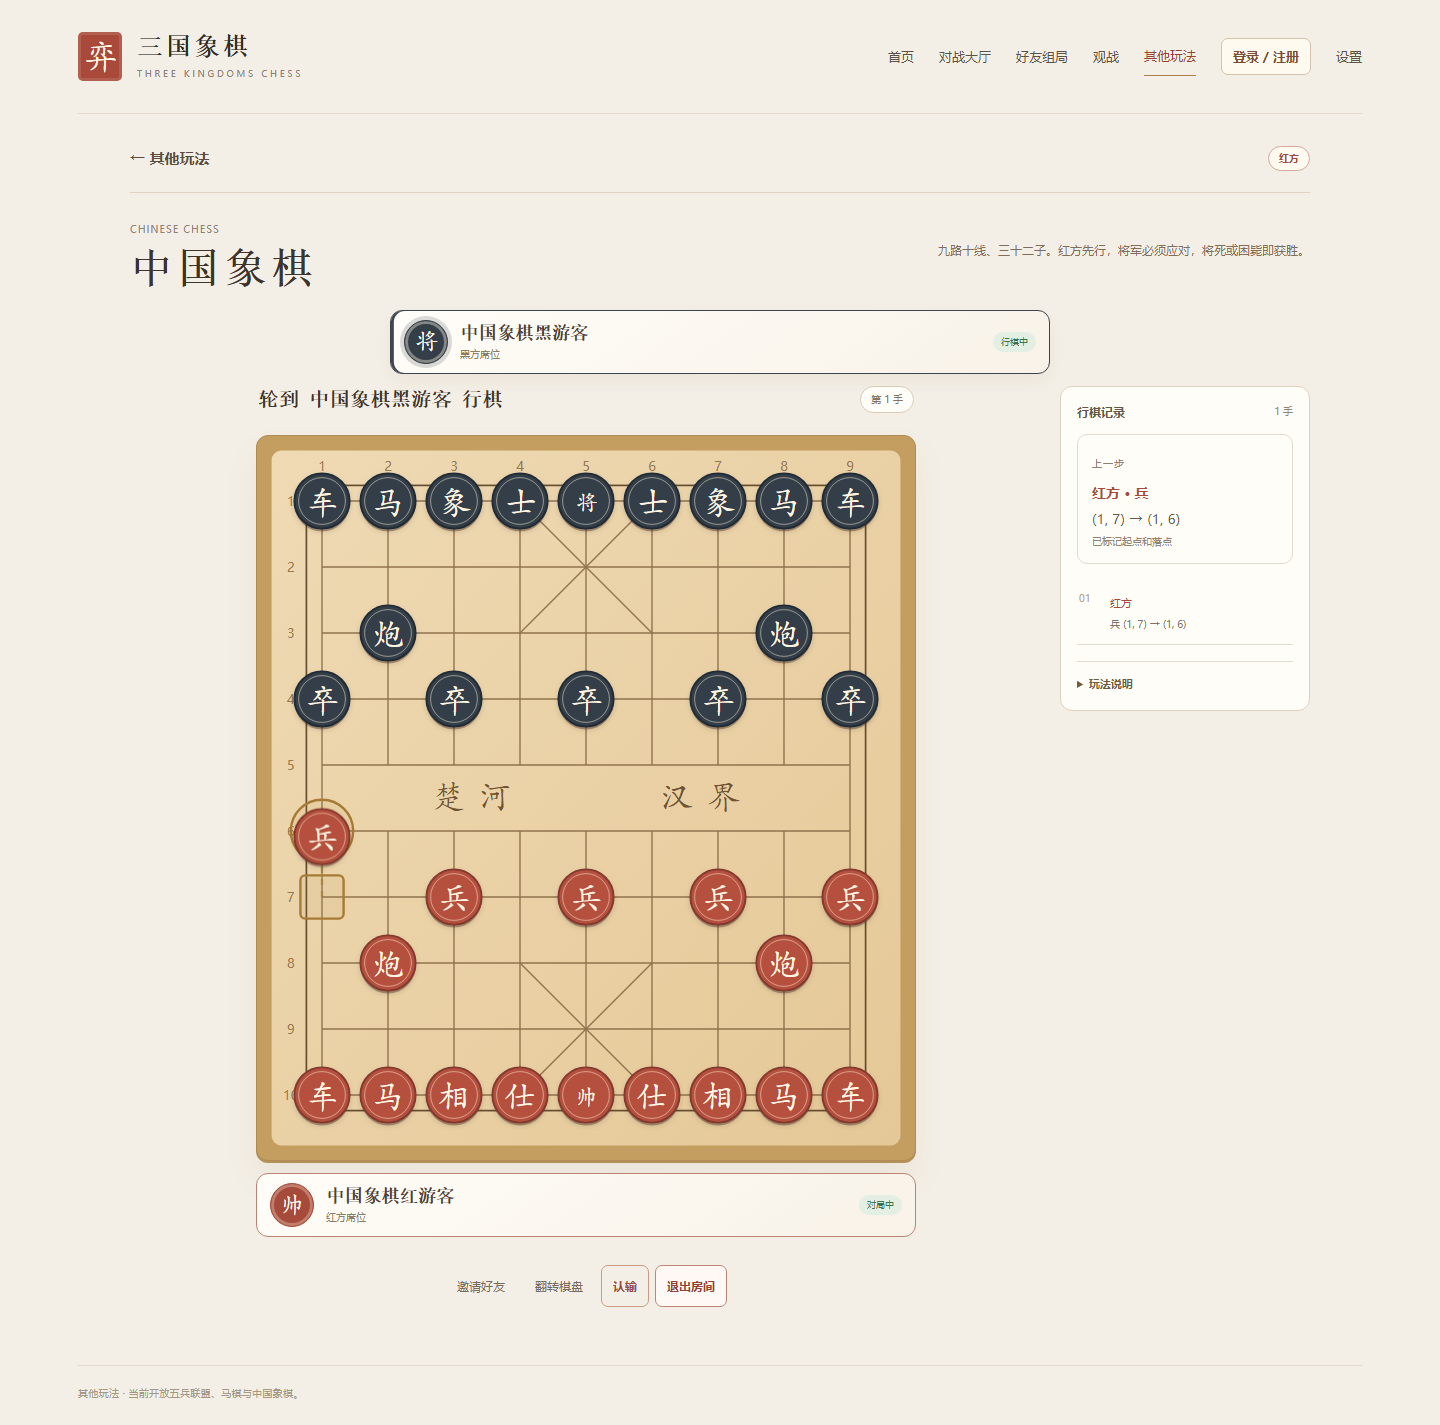 弈
三国象棋
THREE KINGDOMS CHESS
首页
对战大厅
好友组局
观战
其他玩法
登录 / 注册
设置
← 其他玩法
红方
CHINESE CHESS
中国象棋
九路十线、三十二子。红方先行，将军必须应对，将死或困毙即获胜。
将
中国象棋黑游客
黑方席位
行棋中
轮到 中国象棋黑游客 行棋
第 1 手
1 2 3 4 5 6 7 8 9
1 车 马 象 士 将 士 象 马 车
2
3 炮 炮
4 卒 卒 卒 卒 卒
5
楚 河 汉 界
6 兵
7 兵 兵 兵 兵
8 炮 炮
9
10 车 马 相 仕 帅 仕 相 马 车
行棋记录
1 手
上一步
红方 • 兵
(1, 7) → (1, 6)
已标记起点和落点
01
红方
兵 (1, 7) → (1, 6)
▶ 玩法说明
帅
中国象棋红游客
红方席位
对局中
邀请好友
翻转棋盘
认输
退出房间
其他玩法 · 当前开放五兵联盟、马棋与中国象棋。